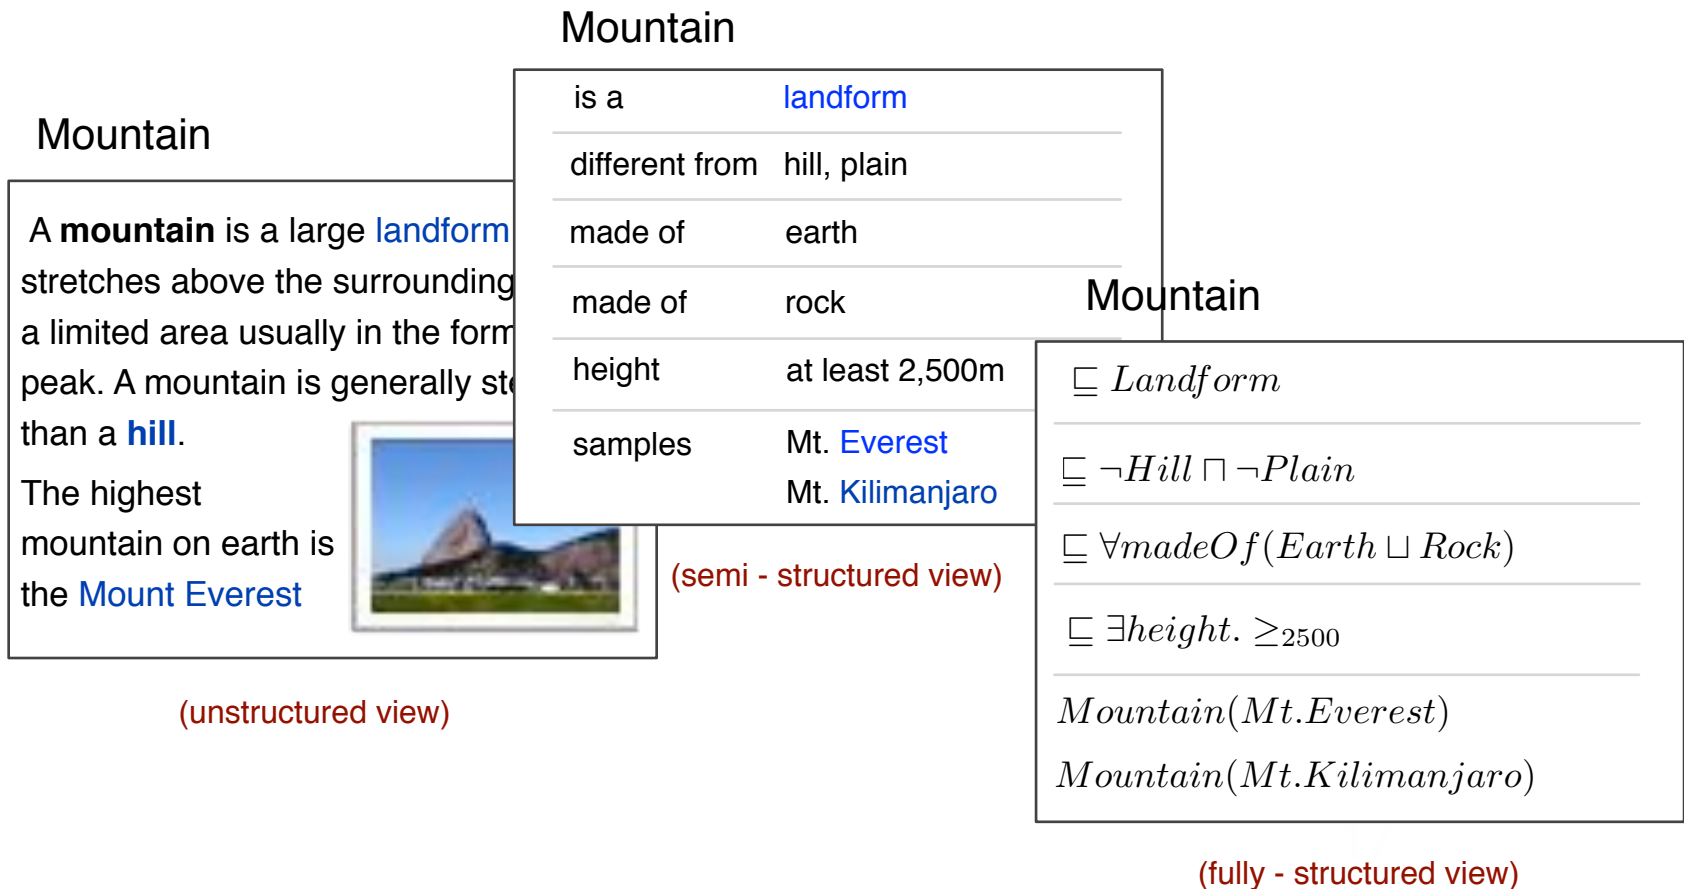 Mountain
A mountain is a large landform
stretches above the surrounding
a limited area usually in the form
peak. A mountain is generally ste
than a hill.
The highest
mountain on earth is
the Mount Everest
(unstructured view)
Mountain
is a landform
different from hill, plain
made of earth
made of rock
height at least 2,500m
samples Mt. Everest
Mt. Kilimanjaro
(semi - structured view)
Mountain
⊑ Landform
⊑ ¬Hill ⊓ ¬Plain
⊑ ∀madeOf(Earth ⊔ Rock)
⊑ ∃height. ≥₂₅₀₀
Mountain(Mt.Everest)
Mountain(Mt.Kilimanjaro)
(fully - structured view)